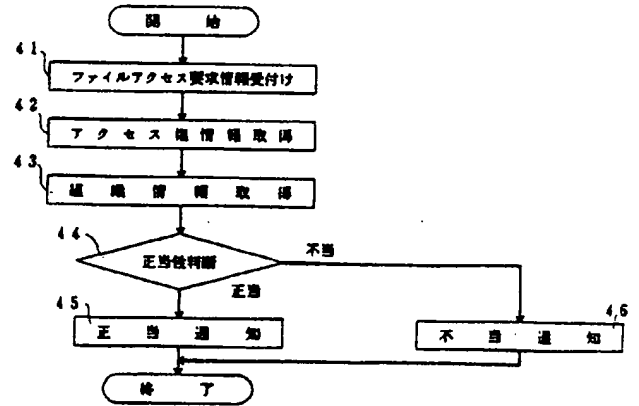 開 始
41
ファイルアクセス要求情報受付け
42
アクセス権情報取得
43
組織情報取得
44
正当性判断
不当
正当
45
正当通知
46
不当通知
終 了